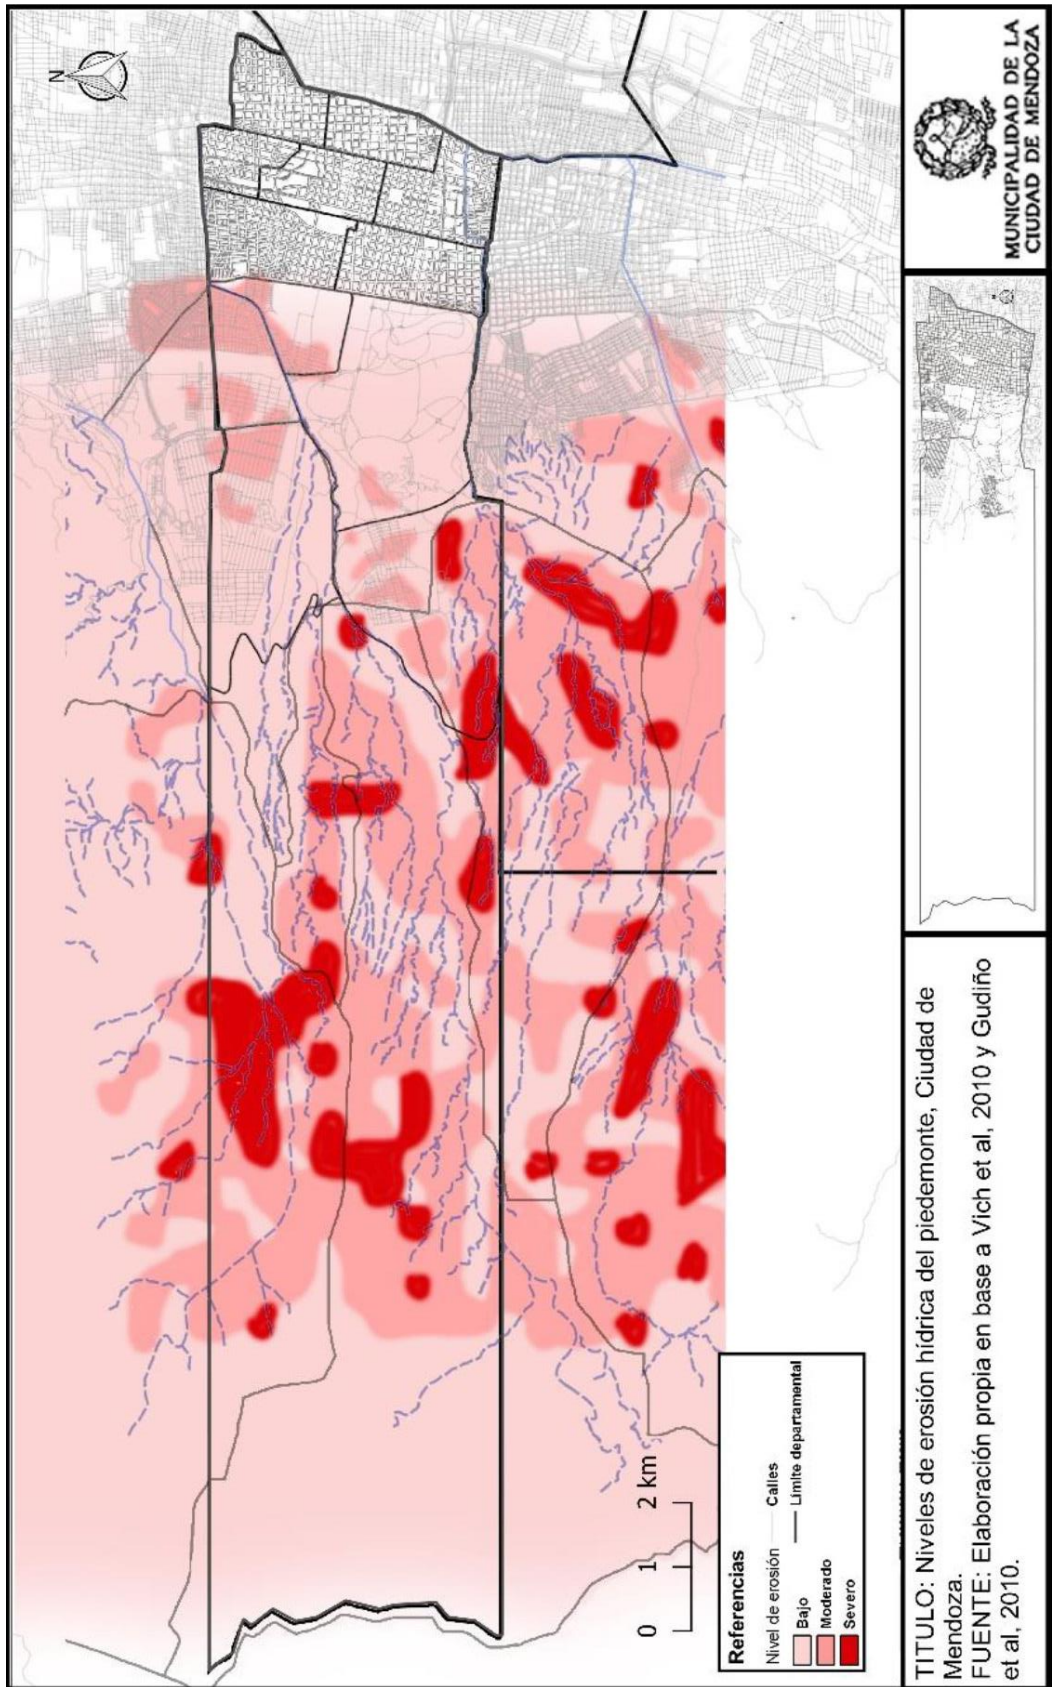 N
MUNICIPALIDAD DE LA
CIUDAD DE MENDOZA
0 1 2 km
Referencias
Nivel de erosión
Bajo
Moderado
Severo
Calles
Límite departamental
TITULO: Niveles de erosión hídrica del piedemonte, Ciudad de
Mendoza.
FUENTE: Elaboración propia en base a Vich et al, 2010 y Gudiño
et al, 2010.